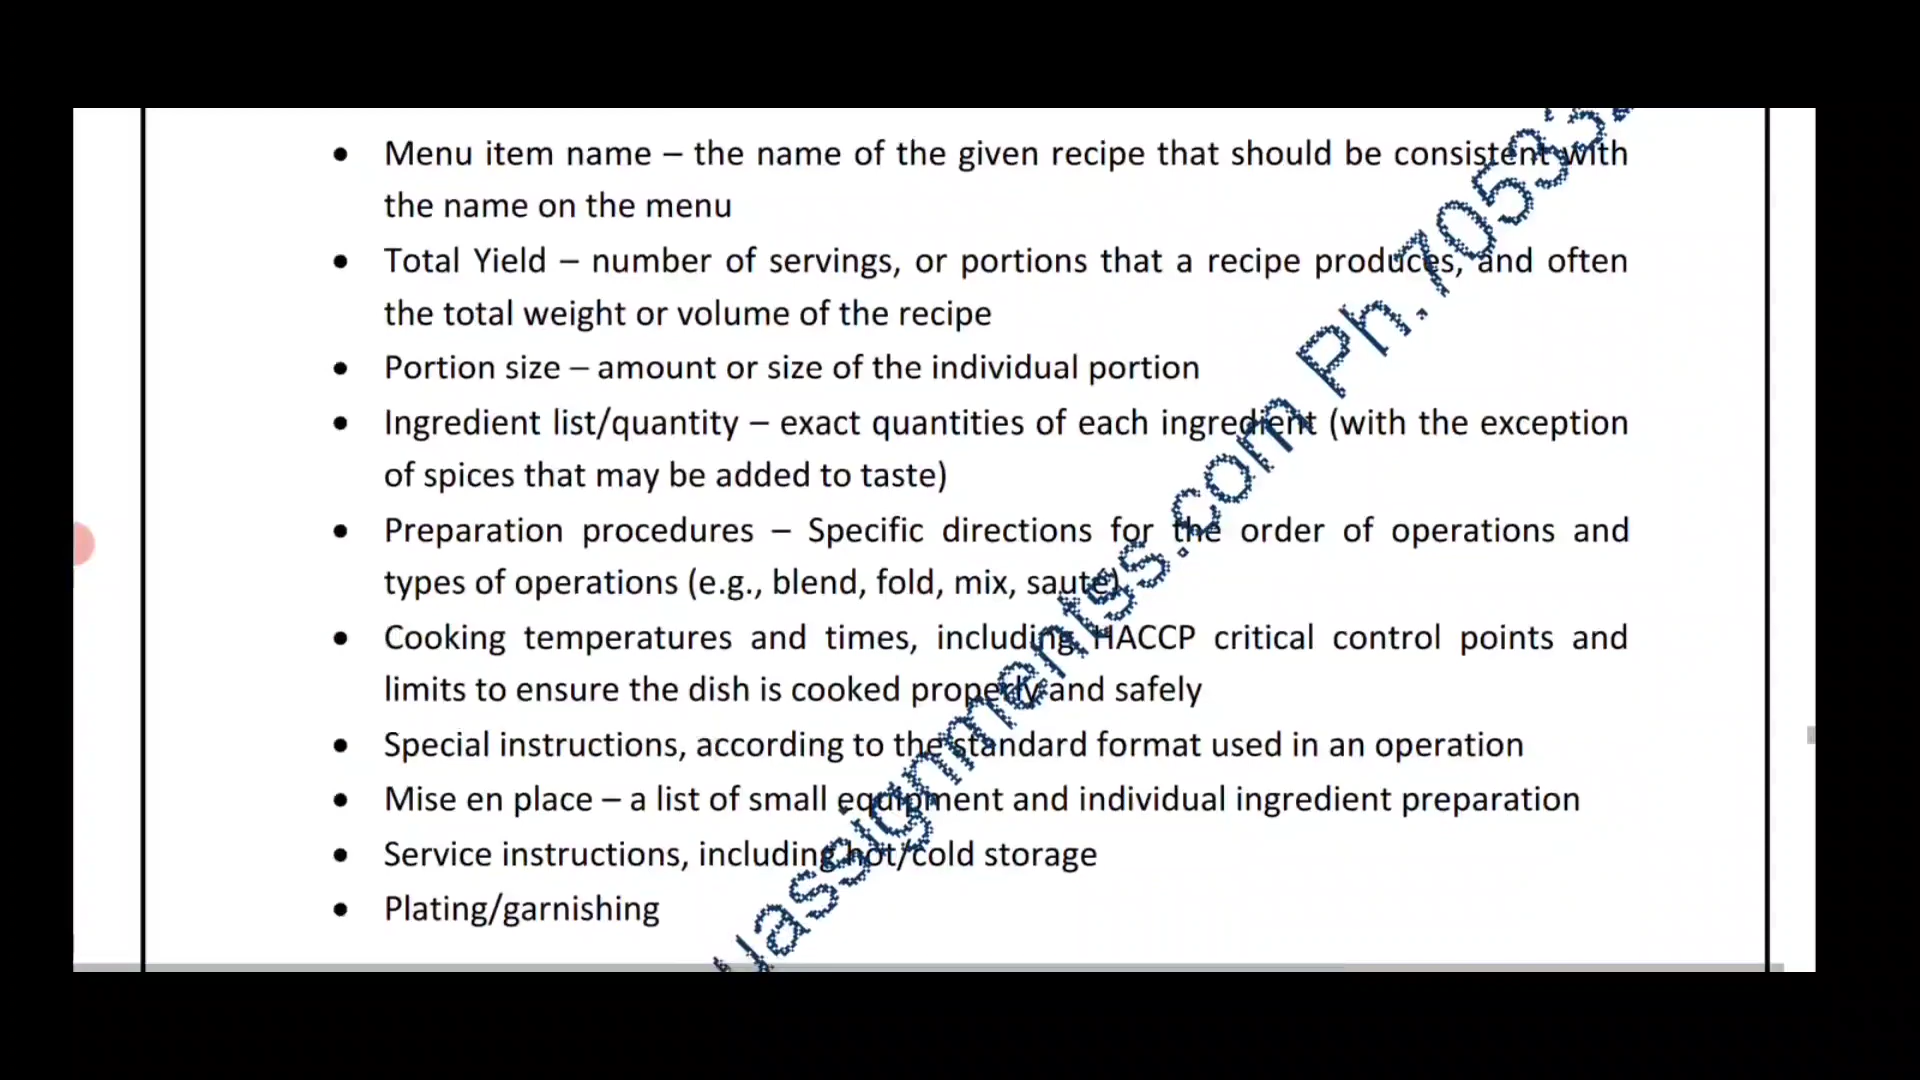 • Menu item name – the name of the given recipe that should be consistent with
the name on the menu
• Total Yield – number of servings, or portions that a recipe produces, and often
the total weight or volume of the recipe
• Portion size – amount or size of the individual portion
• Ingredient list/quantity – exact quantities of each ingredient (with the exception
of spices that may be added to taste)
• Preparation procedures – Specific directions for the order of operations and
types of operations (e.g., blend, fold, mix, sauté)
• Cooking temperatures and times, including HACCP critical control points and
limits to ensure the dish is cooked properly and safely
• Special instructions, according to the standard format used in an operation
• Mise en place – a list of small equipment and individual ingredient preparation
• Service instructions, including hot/cold storage
• Plating/garnishing
assignmentss.com Ph.70533